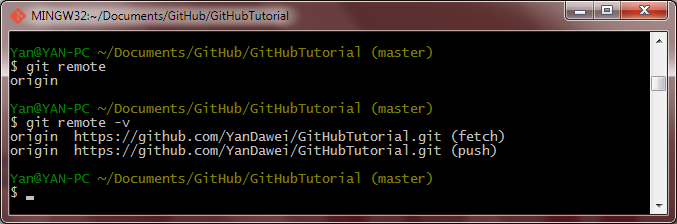 MINGW32:~/Documents/GitHub/GitHubTutorial
Yan@YAN-PC ~/Documents/GitHub/GitHubTutorial (master)
$ git remote
origin
Yan@YAN-PC ~/Documents/GitHub/GitHubTutorial (master)
$ git remote -v
origin  https://github.com/YanDawei/GitHubTutorial.git (fetch)
origin  https://github.com/YanDawei/GitHubTutorial.git (push)
Yan@YAN-PC ~/Documents/GitHub/GitHubTutorial (master)
$